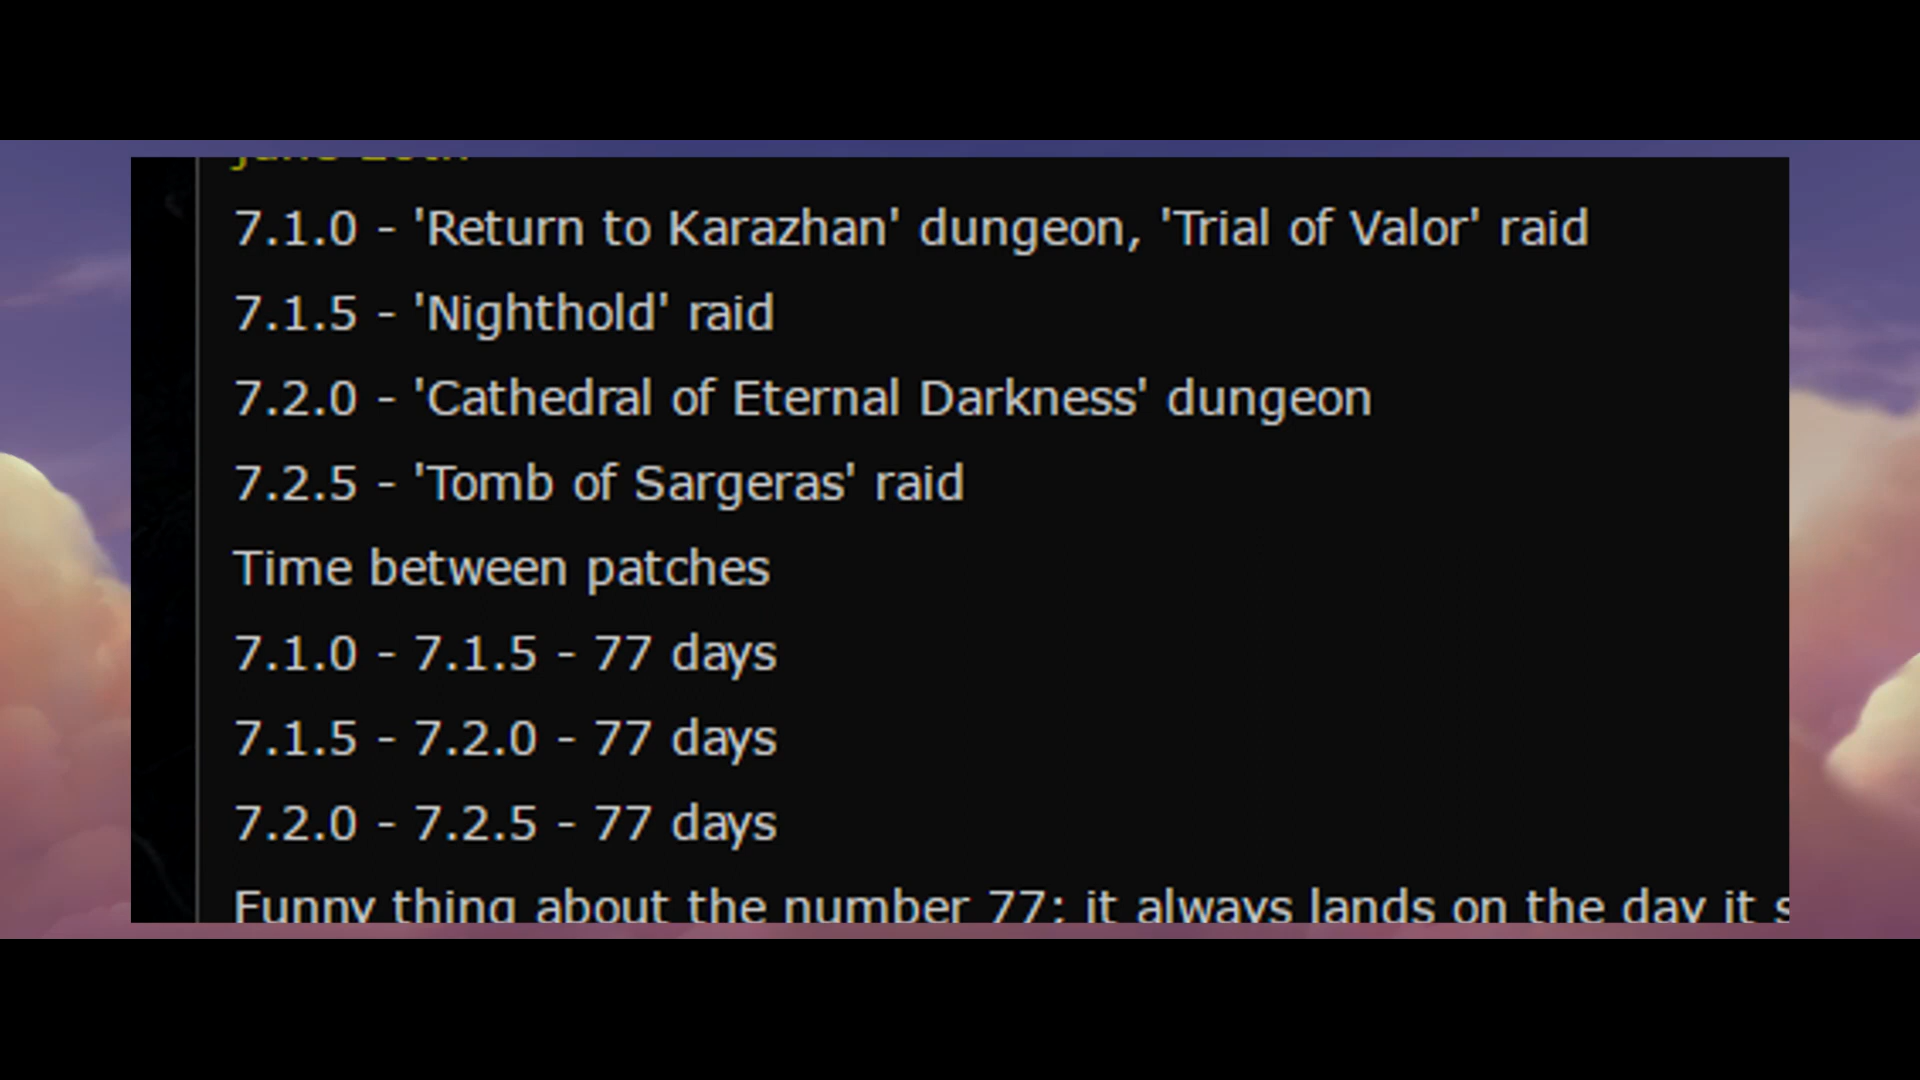 7.1.0 - 'Return to Karazhan' dungeon, 'Trial of Valor' raid
7.1.5 - 'Nighthold' raid
7.2.0 - 'Cathedral of Eternal Darkness' dungeon
7.2.5 - 'Tomb of Sargeras' raid
Time between patches
7.1.0 - 7.1.5 - 77 days
7.1.5 - 7.2.0 - 77 days
7.2.0 - 7.2.5 - 77 days
Funny thing about the number 77; it always lands on the day it